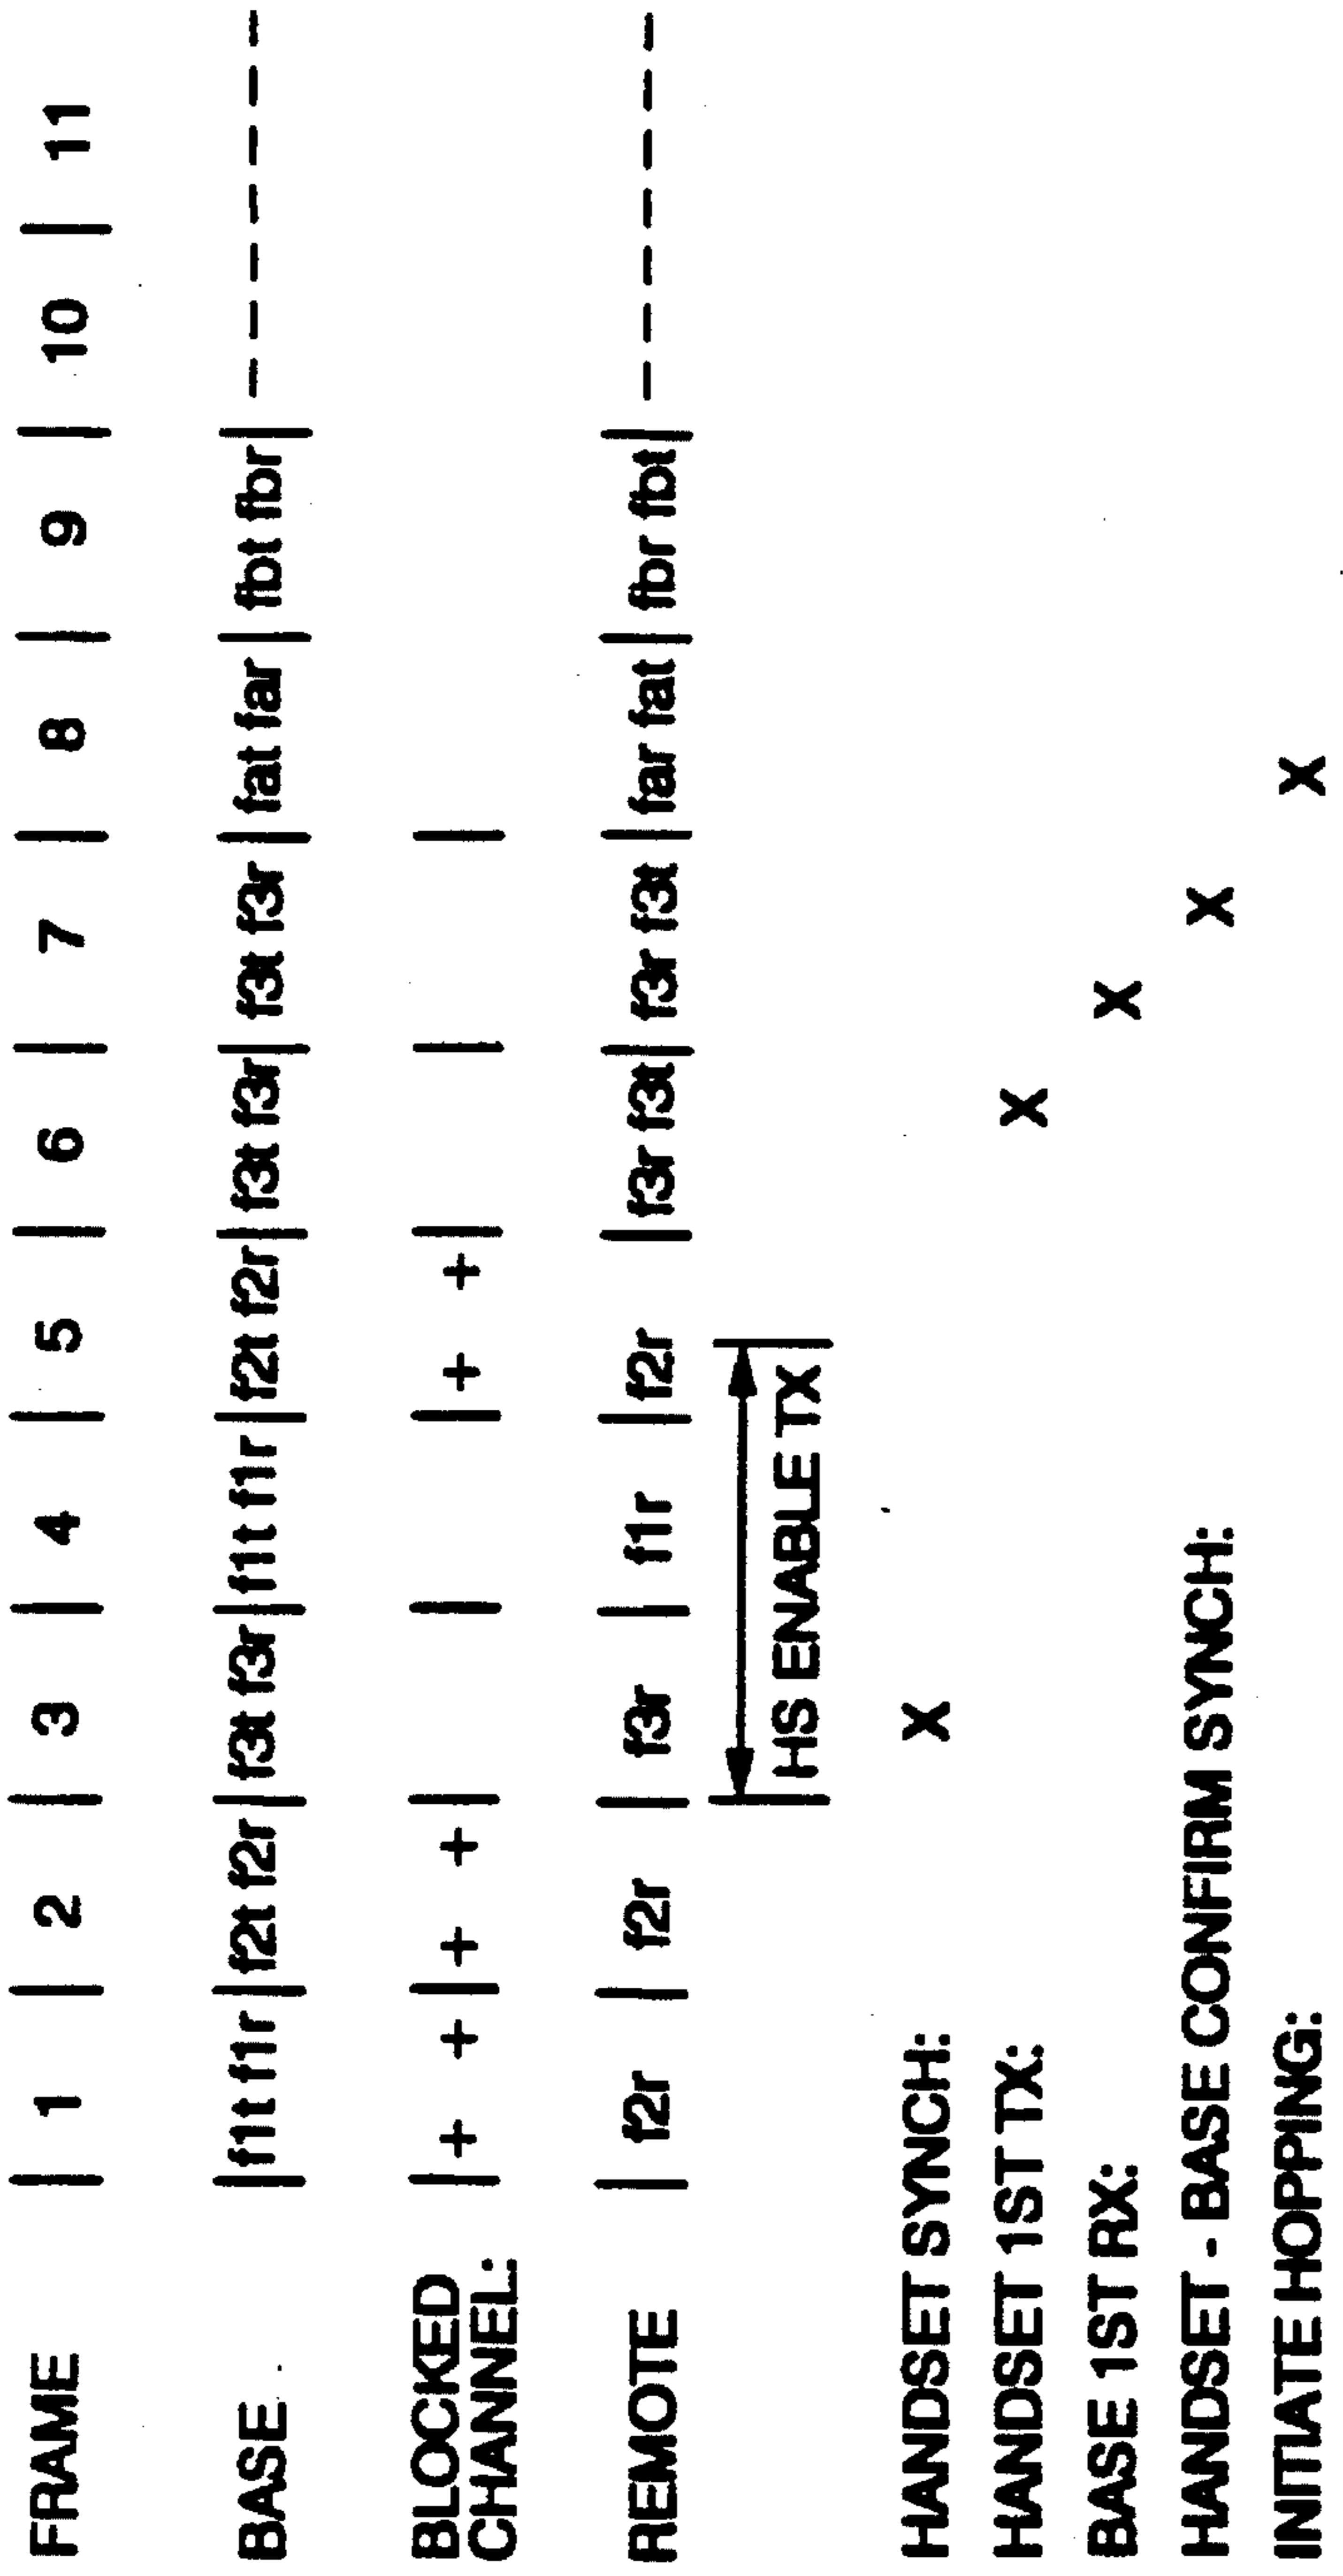 FRAME | 1 | 2 | 3 | 4 | 5 | 6 | 7 | 8 | 9 | 10 | 11
BASE | f1t f1r | f2t f2r | f3t f3r | f1t f1r | f2t f2r | f3t f3r | f3t f3r | fat far | fbt fbr | - - - - - - -
BLOCKED
CHANNEL: | + + | + + | | | + + | | |
REMOTE | f2r | f2r | f3r | f1r | f2r | f3r f3t | f3r f3t | far fat | fbr fbt | - - - - - - -
HS ENABLE TX
HANDSET SYNCH: X
HANDSET 1ST TX: X
BASE 1ST RX: X
HANDSET - BASE CONFIRM SYNCH: X
INITIATE HOPPING: X